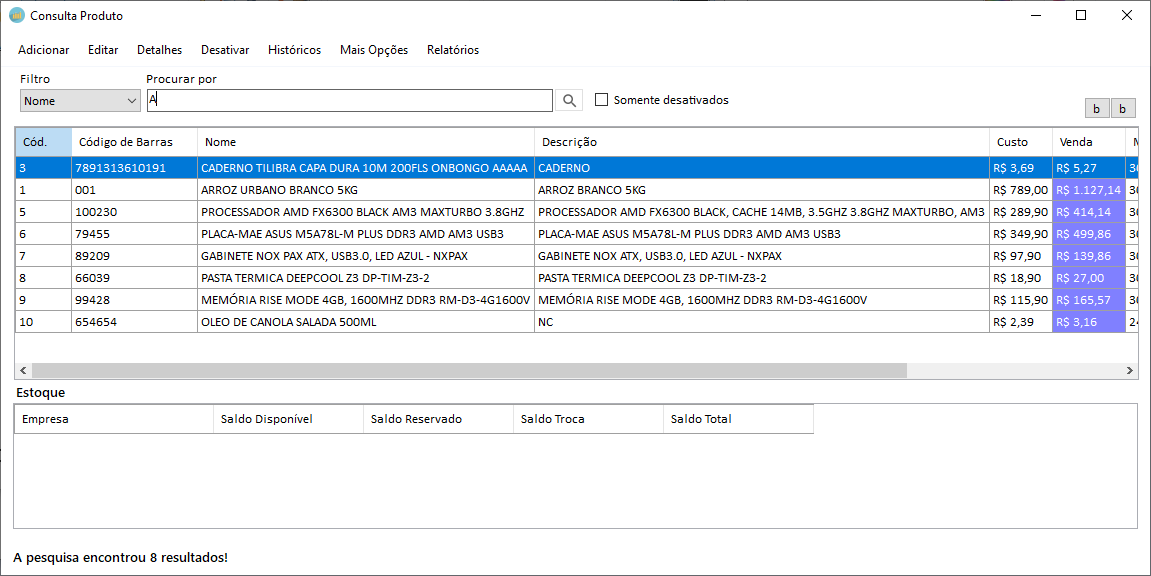 Consulta Produto
Adicionar Editar Detalhes Desativar Históricos Mais Opções Relatórios
Filtro Procurar por
Nome A Somente desativados
b b
Cód. Código de Barras Nome Descrição Custo Venda
3 7891313610191 CADERNO TILIBRA CAPA DURA 10M 200FLS ONBONGO AAAAA CADERNO R$ 3,69 R$ 5,27
1 001 ARROZ URBANO BRANCO 5KG ARROZ BRANCO 5KG R$ 789,00 R$ 1.127,14
5 100230 PROCESSADOR AMD FX6300 BLACK AM3 MAXTURBO 3.8GHZ PROCESSADOR AMD FX6300 BLACK, CACHE 14MB, 3.5GHZ 3.8GHZ MAXTURBO, AM3 R$ 289,90 R$ 414,14
6 79455 PLACA-MAE ASUS M5A78L-M PLUS DDR3 AMD AM3 USB3 PLACA-MAE ASUS M5A78L-M PLUS DDR3 AMD AM3 USB3 R$ 349,90 R$ 499,86
7 89209 GABINETE NOX PAX ATX, USB3.0, LED AZUL - NXPAX GABINETE NOX ATX, USB3.0, LED AZUL - NXPAX R$ 97,90 R$ 139,86
8 66039 PASTA TERMICA DEEPCOOL Z3 DP-TIM-Z3-2 PASTA TERMICA DEEPCOOL Z3 DP-TIM-Z3-2 R$ 18,90 R$ 27,00
9 99428 MEMÓRIA RISE MODE 4GB, 1600MHZ DDR3 RM-D3-4G1600V MEMÓRIA RISE MODE 4GB, 1600MHZ DDR3 RM-D3-4G1600V R$ 115,90 R$ 165,57
10 654654 OLEO DE CANOLA SALADA 500ML NC R$ 2,39 R$ 3,16
Estoque
Empresa Saldo Disponível Saldo Reservado Saldo Troca Saldo Total
A pesquisa encontrou 8 resultados!